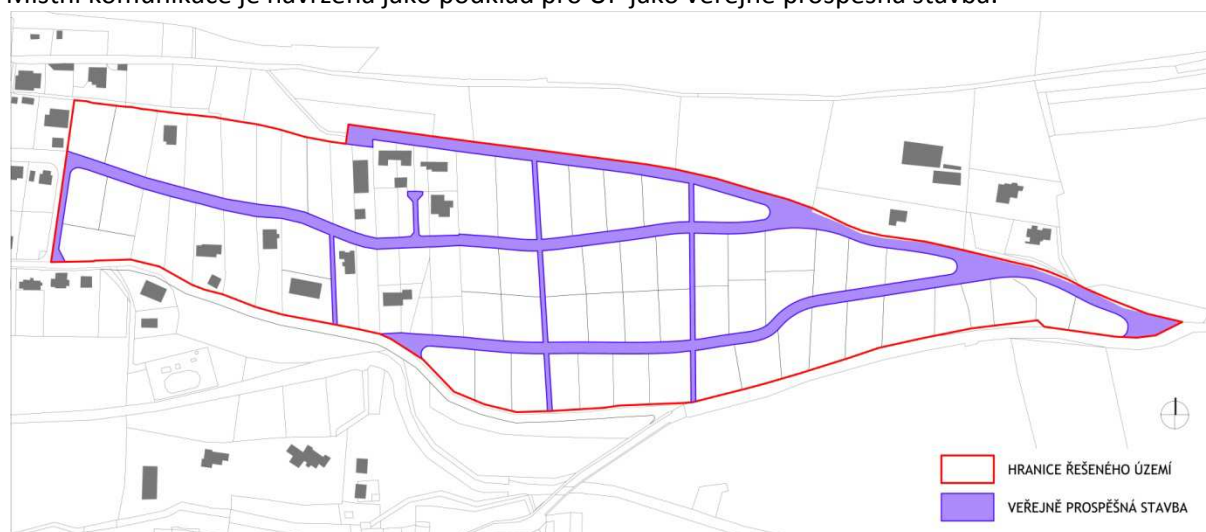 Místní komunikace je navržena jako podklad pro ÚP jako veřejně prospěšná stavba.
HRANICE ŘEŠENÉHO ÚZEMÍ
VEŘEJNĚ PROSPĚŠNÁ STAVBA